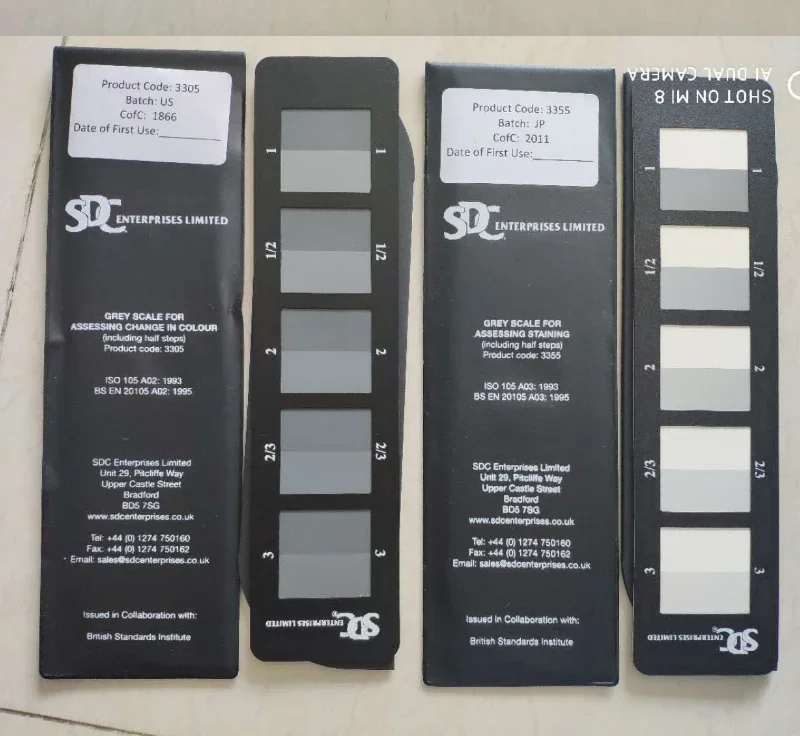 Product Code: 3305
Batch: US
CofC: 1866
Date of First Use:
SDC ENTERPRISES LIMITED
GREY SCALE FOR
ASSESSING CHANGE IN COLOUR
(including half steps)
Product code: 3305
ISO 105 A02: 1993
BS EN 20105 A02: 1995
SDC Enterprises Limited
Unit 29, Pitcliffe Way
Upper Castle Street
Bradford
BD5 7SG
www.sdcenterprises.co.uk
Tel: +44 (0) 1274 750160
Fax: +44 (0) 1274 750162
Email: sales@sdcenterprises.co.uk
Issued in Collaboration with:
British Standards Institute
1 1
1/2 1/2
2 2
2/3 2/3
3 3
SDC ENTERPRISES LIMITED
Product Code: 3355
Batch: JP
CofC: 2011
Date of First Use:
SDC ENTERPRISES LIMITED
GREY SCALE FOR
ASSESSING STAINING
(including half steps)
Product code: 3355
ISO 105 A03: 1993
BS EN 20105 A03: 1995
SDC Enterprises Limited
Unit 29, Pitcliffe Way
Upper Castle Street
Bradford
BD5 7SG
www.sdcenterprises.co.uk
Tel: +44 (0) 1274 750160
Fax: +44 (0) 1274 750162
Email: sales@sdcenterprises.co.uk
Issued in Collaboration with:
British Standards Institute
SHOT ON MI 8
AI DUAL CAMERA
1 1
1/2 1/2
2 2
2/3 2/3
3 3
SDC ENTERPRISES LIMITED